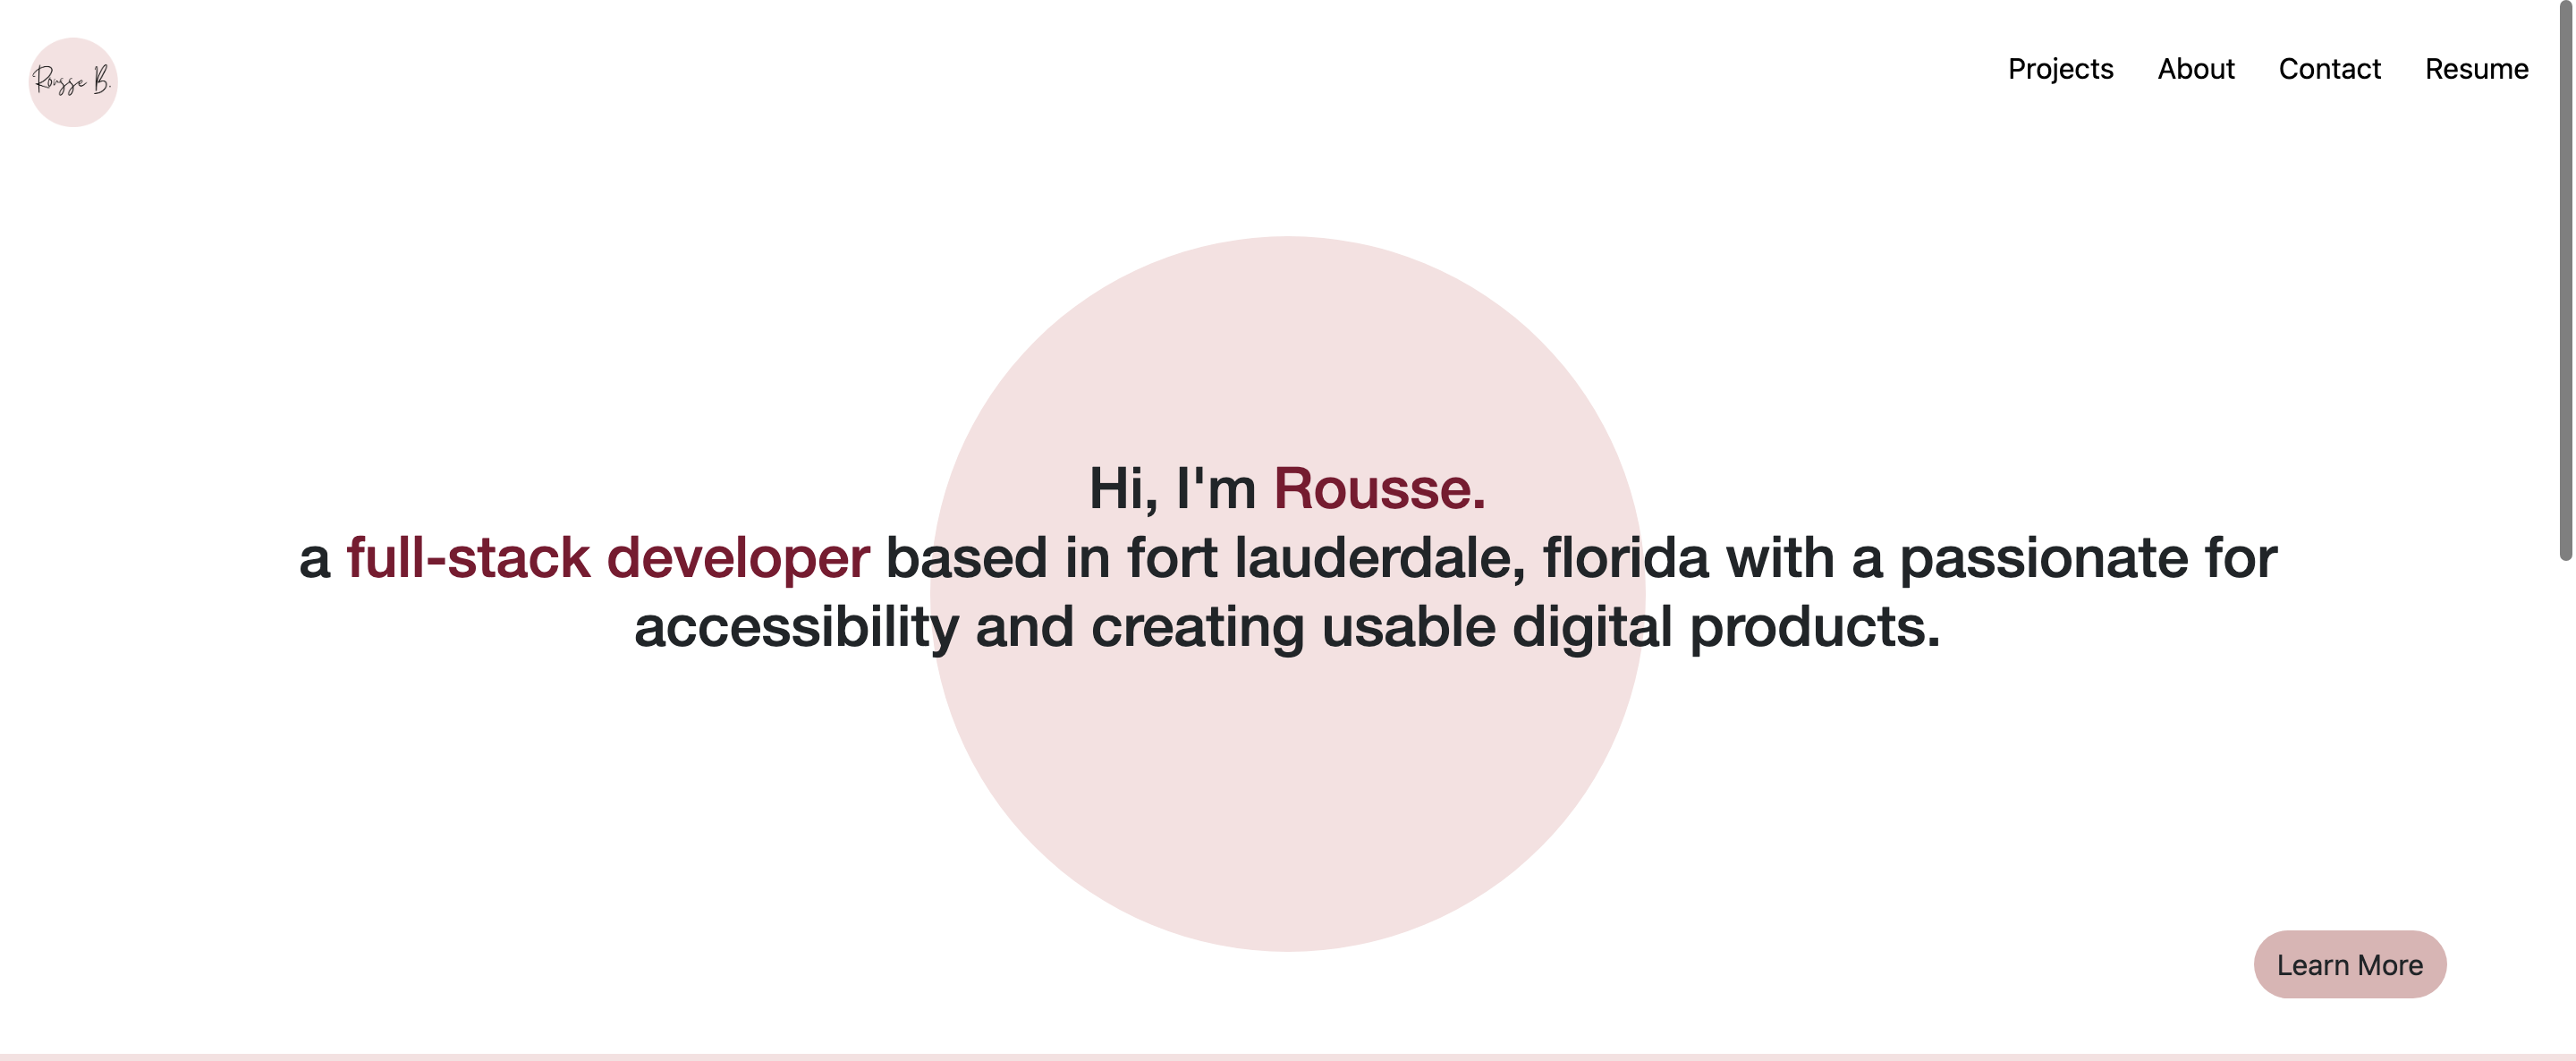 Rousse B.
Projects About Contact Resume
Hi, I'm Rousse.
a full-stack developer based in fort lauderdale, florida with a passionate for
accessibility and creating usable digital products.
Learn More